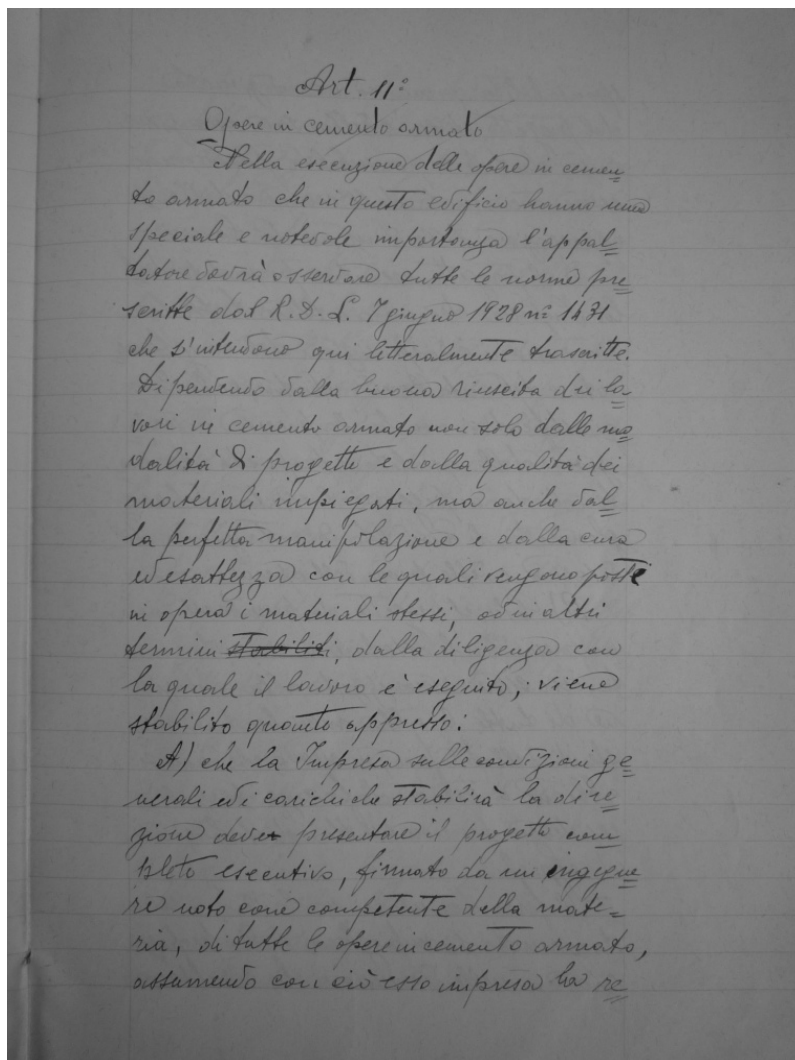 Art. 11°
Opere in cemento armato
Nella esecuzione delle opere in cemen=
to armato che in questo edificio hanno una
speciale e notevole importanza l'appal=
tatore dovrà osservare tutte le norme pre=
scritte dal R. D. L. 7 giugno 1928 n° 1431
che s'intendono qui letteralmente trascritte.
Dipendendo dalla buona riuscita dei la=
vori in cemento armato non solo dalle mo=
dalità di progetto e dalla qualità dei
materiali impiegati, ma anche dal=
la perfetta manipolazione e dalla cura
ed esattezza con le quali vengono poste
in opera i materiali stessi, od in altri
termini stabiliti, dalla diligenza con
la quale il lavoro è eseguito; viene
stabilito quanto appresso:
A) che la Impresa sulle condizioni ge=
nerali ed i carichi che stabilirà la dire=
zione deve presentare il progetto com=
pleto esecutivo, firmato da un ingegne=
re noto come competente della mate=
ria, di tutte le opere in cemento armato,
assumendo con ciò esso impresa la re=